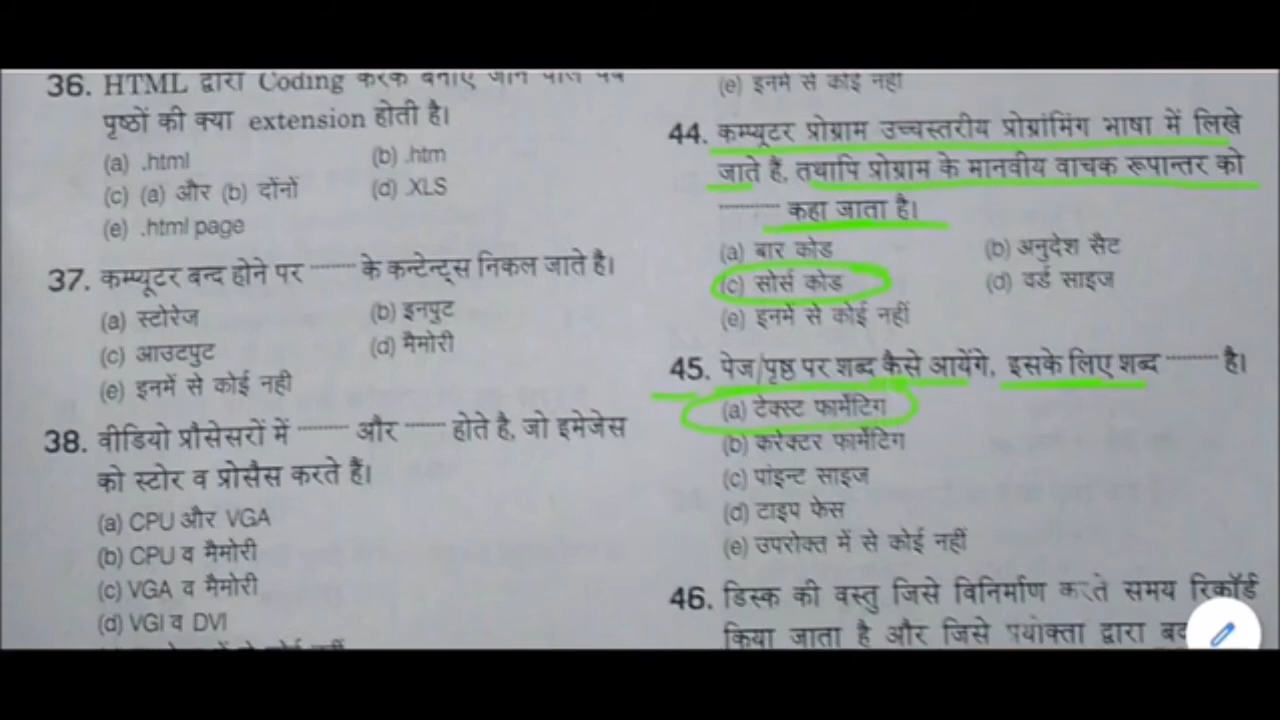 36. HTML द्वारा Coding करके बनाए जाने वाले वेब
पृष्ठों की क्या extension होती है।
(a) .html
(b) .htm
(c) (a) और (b) दोंनों
(d) .XLS
(e) .html page
37. कम्प्यूटर बन्द होने पर ········ के कन्टेन्ट्स निकल जाते है।
(a) स्टोरेज
(b) इनपुट
(c) आउटपुट
(d) मैमोरी
(e) इनमें से कोई नही
38. वीडियो प्रौसेसरों में ········ और ······· होते है, जो इमेजेस
को स्टोर व प्रोसैस करते हैं।
(a) CPU और VGA
(b) CPU व मैमोरी
(c) VGA व मैमोरी
(d) VGI व DVI
(e) इनमें से कोई नहीं
44. कम्प्यूटर प्रोग्राम उच्चस्तरीय प्रोग्रांमिंग भाषा में लिखे
जाते हैं, तथापि प्रोग्राम के मानवीय वाचक रूपान्तर को
·········· कहा जाता है।
(a) बार कोड
(b) अनुदेश सैट
(c) सोर्स कोड
(d) वर्ड साइज
(e) इनमें से कोई नहीं
45. पेज/पृष्ठ पर शब्द कैसे आयेंगे, इसके लिए शब्द ········ है।
(a) टेक्स्ट फार्मेटिग
(b) करेक्टर फार्मेटिग
(c) पांइन्ट साइज
(d) टाइप फेस
(e) उपरोक्त में से कोई नहीं
46. डिस्क की वस्तु जिसे विनिर्माण करते समय रिकॉर्ड
किया जाता है और जिसे प्रयोक्ता द्वारा